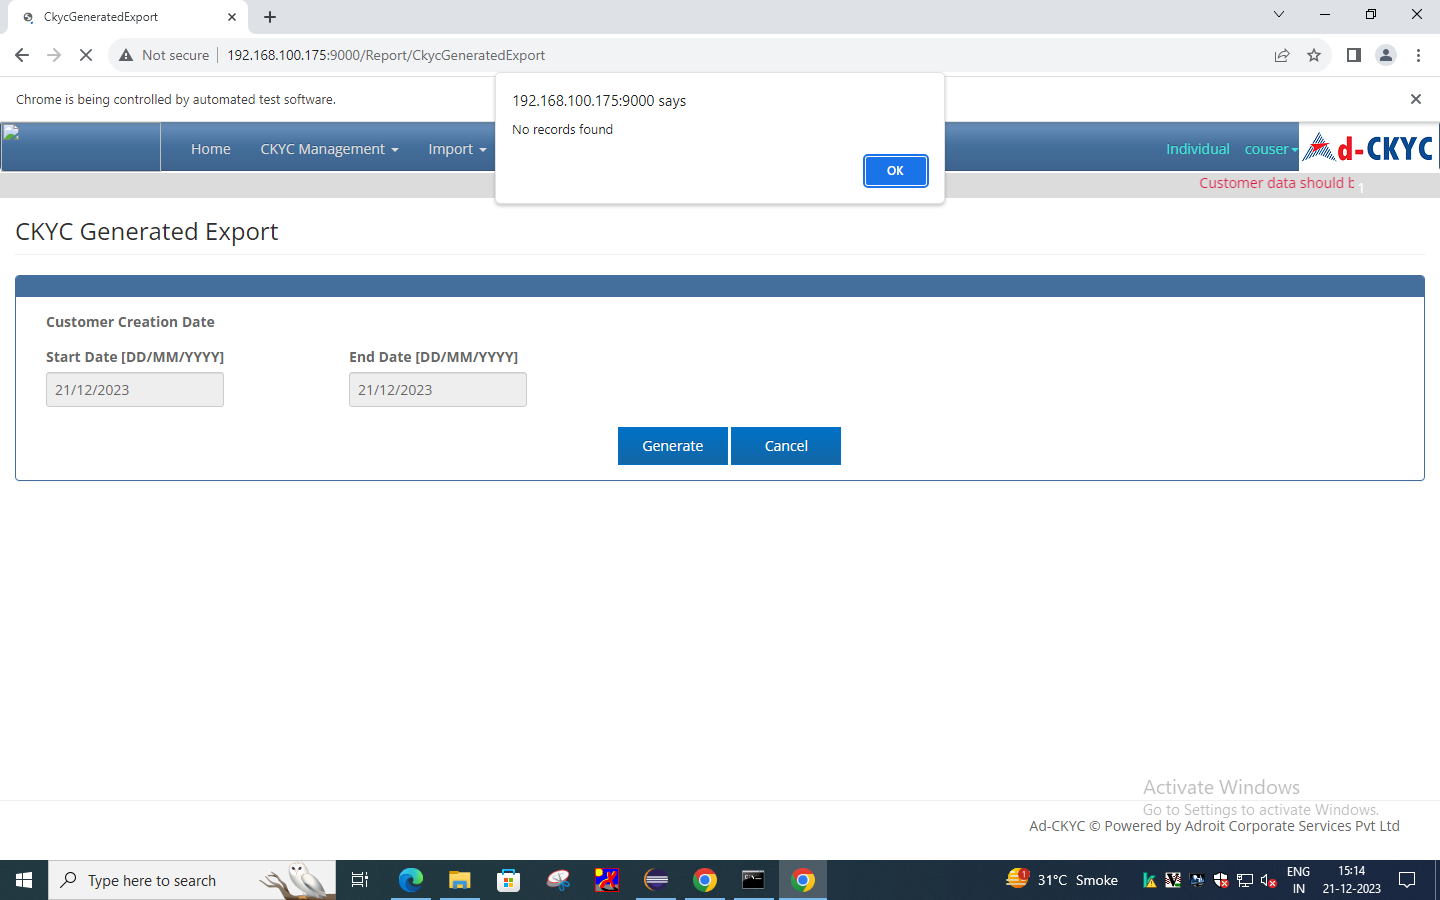 CkycGeneratedExport
Not secure
192.168.100.175:9000/Report/CkycGeneratedExport
Chrome is being controlled by automated test software.
192.168.100.175:9000 says
No records found
OK
Home
CKYC Management
Import
Individual
couser
d-CKYC
Customer data should b
1
CKYC Generated Export
Customer Creation Date
Start Date [DD/MM/YYYY]
End Date [DD/MM/YYYY]
21/12/2023
21/12/2023
Generate
Cancel
Activate Windows
Go to Settings to activate Windows.
Ad-CKYC © Powered by Adroit Corporate Services Pvt Ltd
Type here to search
1
31°C Smoke
ENG
IN
15:14
21-12-2023